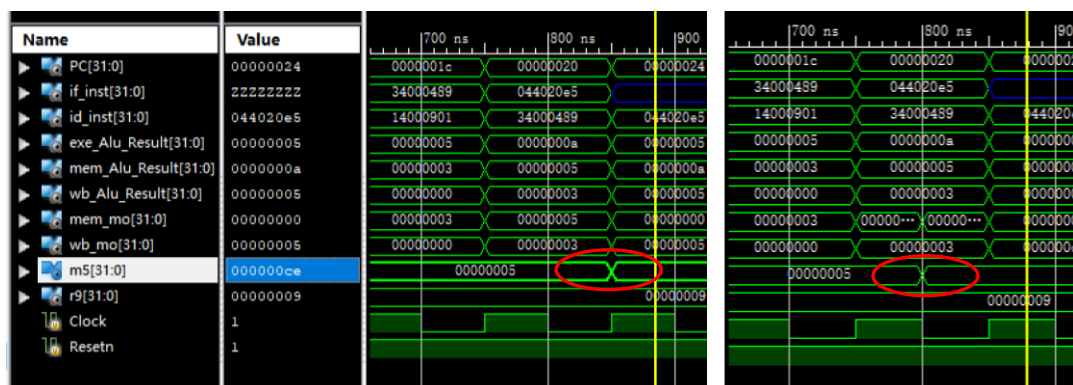 Name Value 700 ns 800 ns 900 700 ns 800 ns
PC[31:0] 00000024 0000001c 00000020 00000024 0000001c 00000020
if_inst[31:0] ZZZZZZZZ 34000489 044020e5 34000489 044020e5
id_inst[31:0] 044020e5 14000901 34000489 044020e5 14000901 34000489
exe_Alu_Result[31:0] 00000005 00000005 0000000a 00000005 00000005 0000000a
mem_Alu_Result[31:0] 0000000a 00000003 00000005 0000000a 00000003 00000005
wb_Alu_Result[31:0] 00000005 00000000 00000003 00000005 00000000 00000003
mem_mo[31:0] 00000000 00000003 00000005 00000000 00000003 00000··· 00000···
wb_mo[31:0] 00000005 00000000 00000003 00000005 00000000 00000003
m5[31:0] 000000ce 00000005 00000005
r9[31:0] 00000009 00000009 00000009
Clock 1
Resetn 1